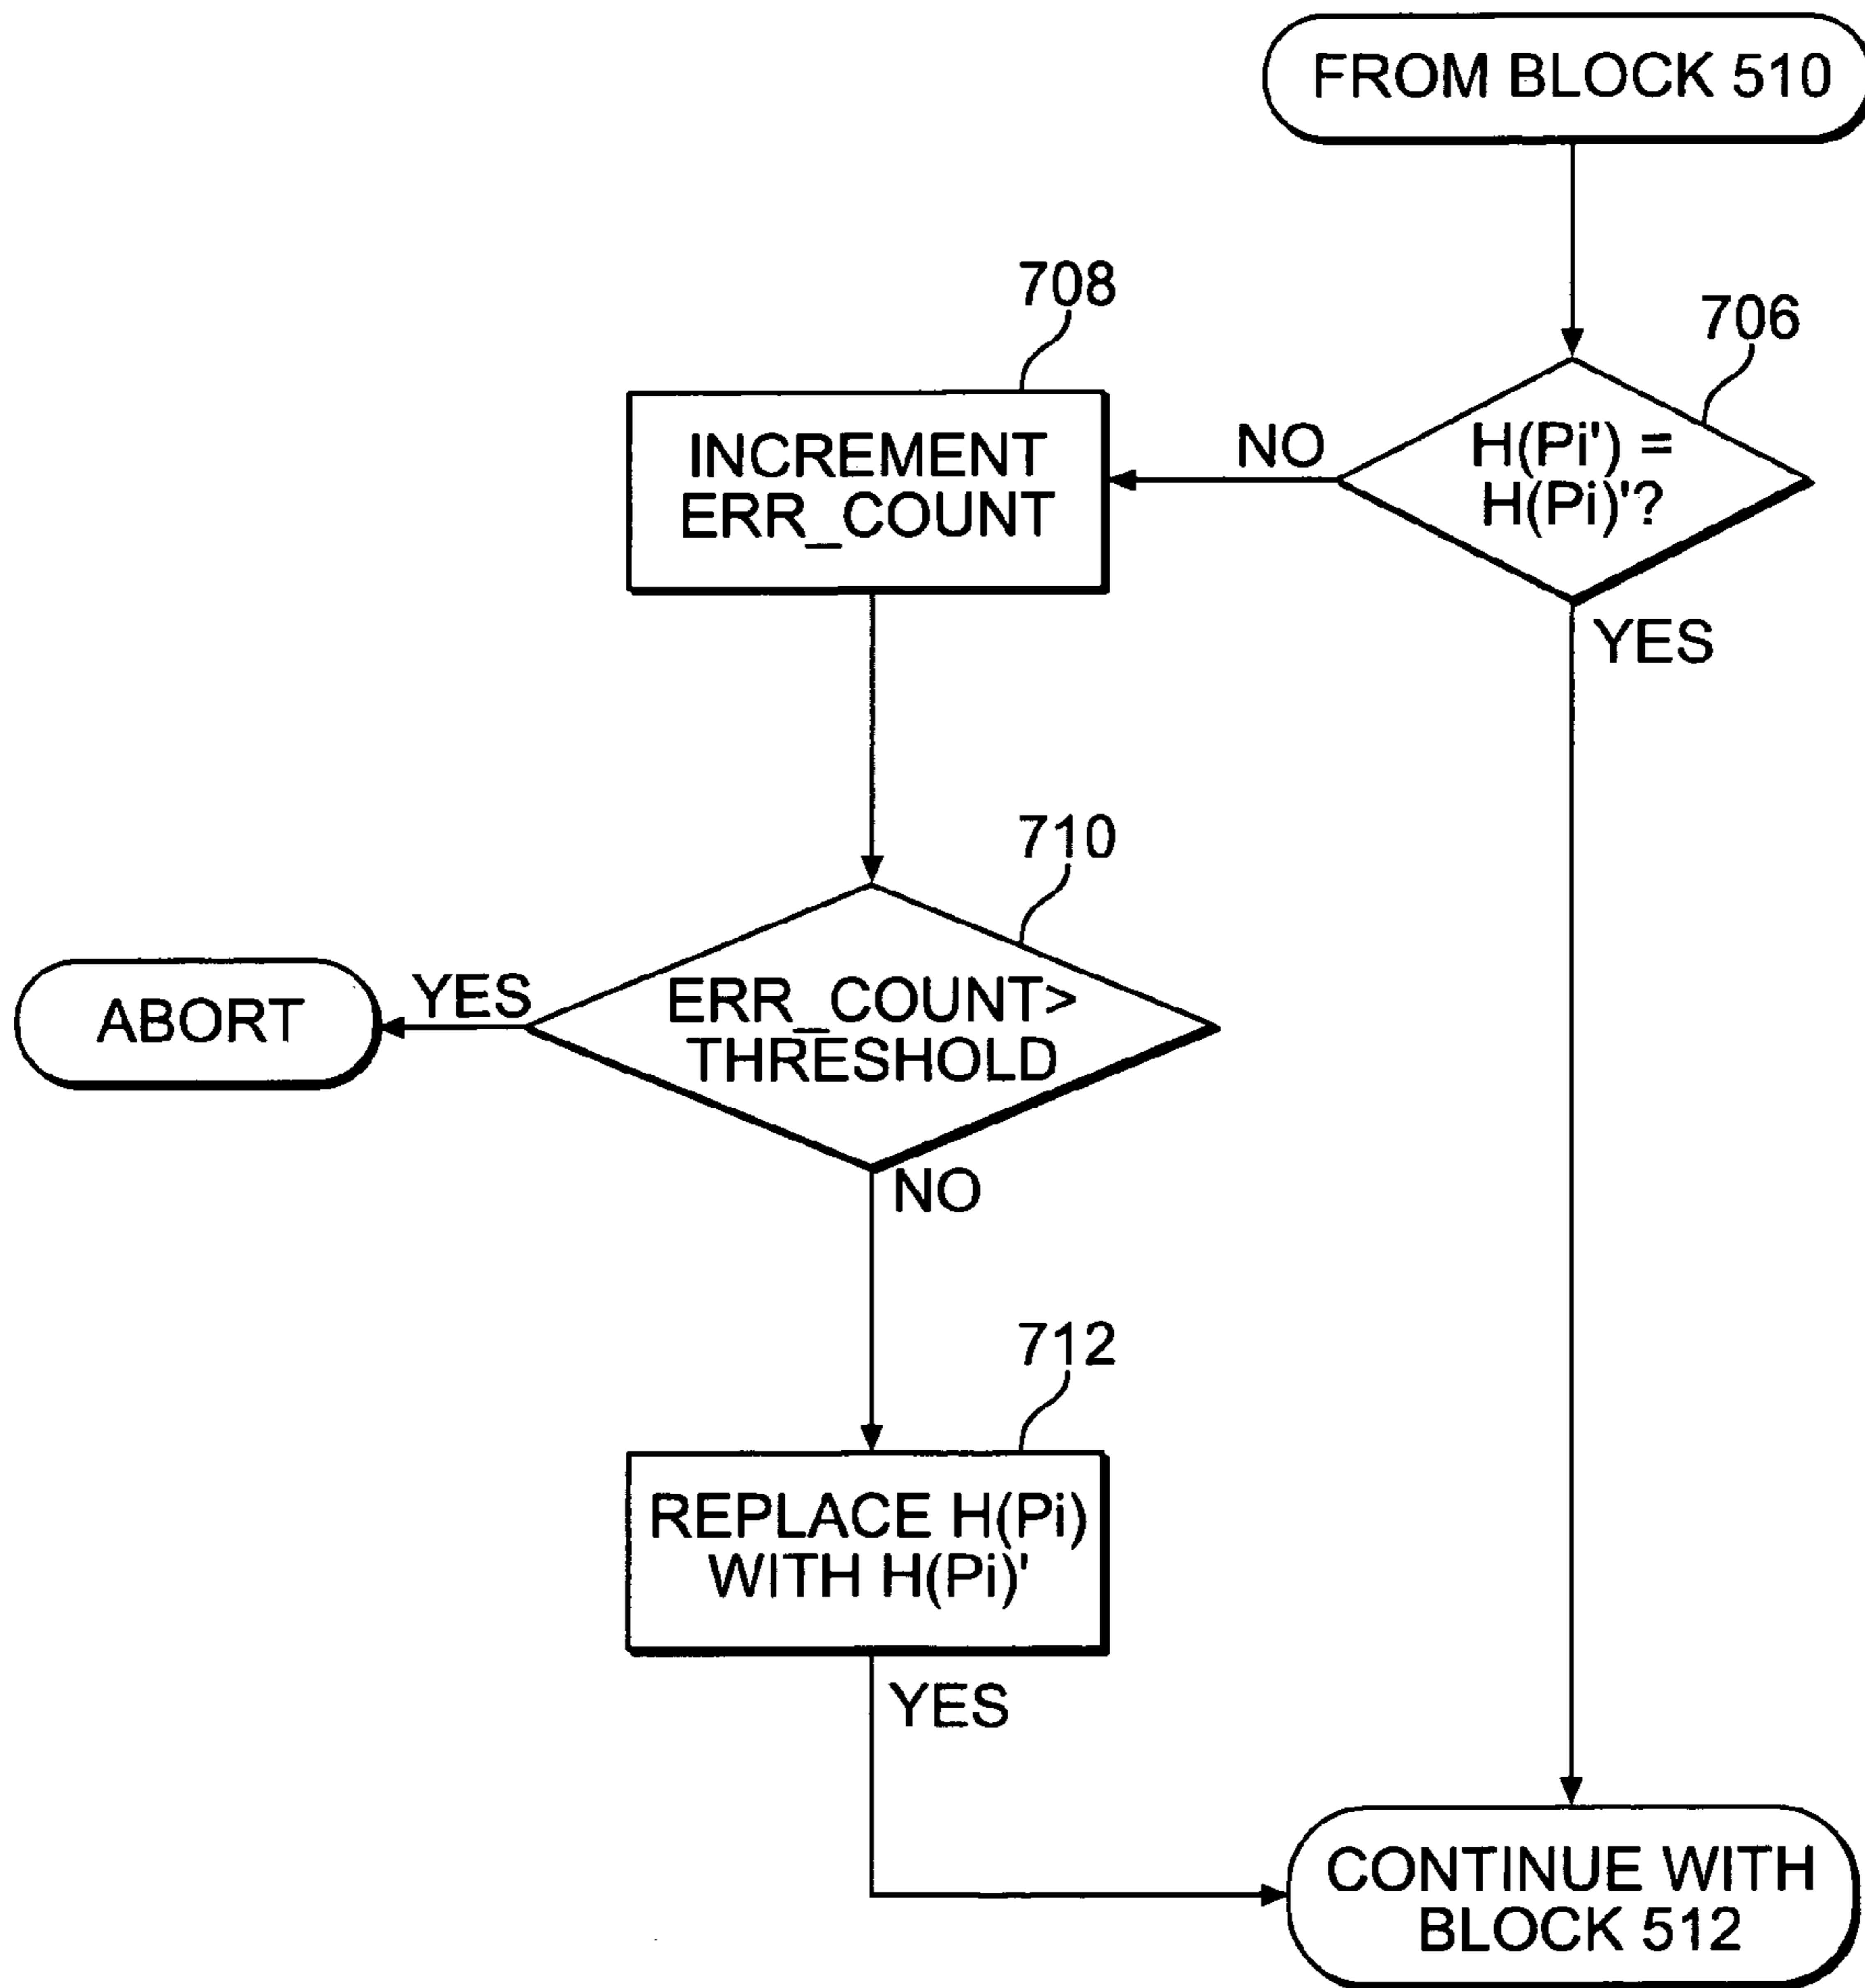 FROM BLOCK 510
708
706
INCREMENT
ERR_COUNT
NO
H(Pi') =
H(Pi)'?
YES
710
ABORT
YES
ERR_COUNT>
THRESHOLD
NO
712
REPLACE H(Pi)
WITH H(Pi)'
YES
CONTINUE WITH
BLOCK 512